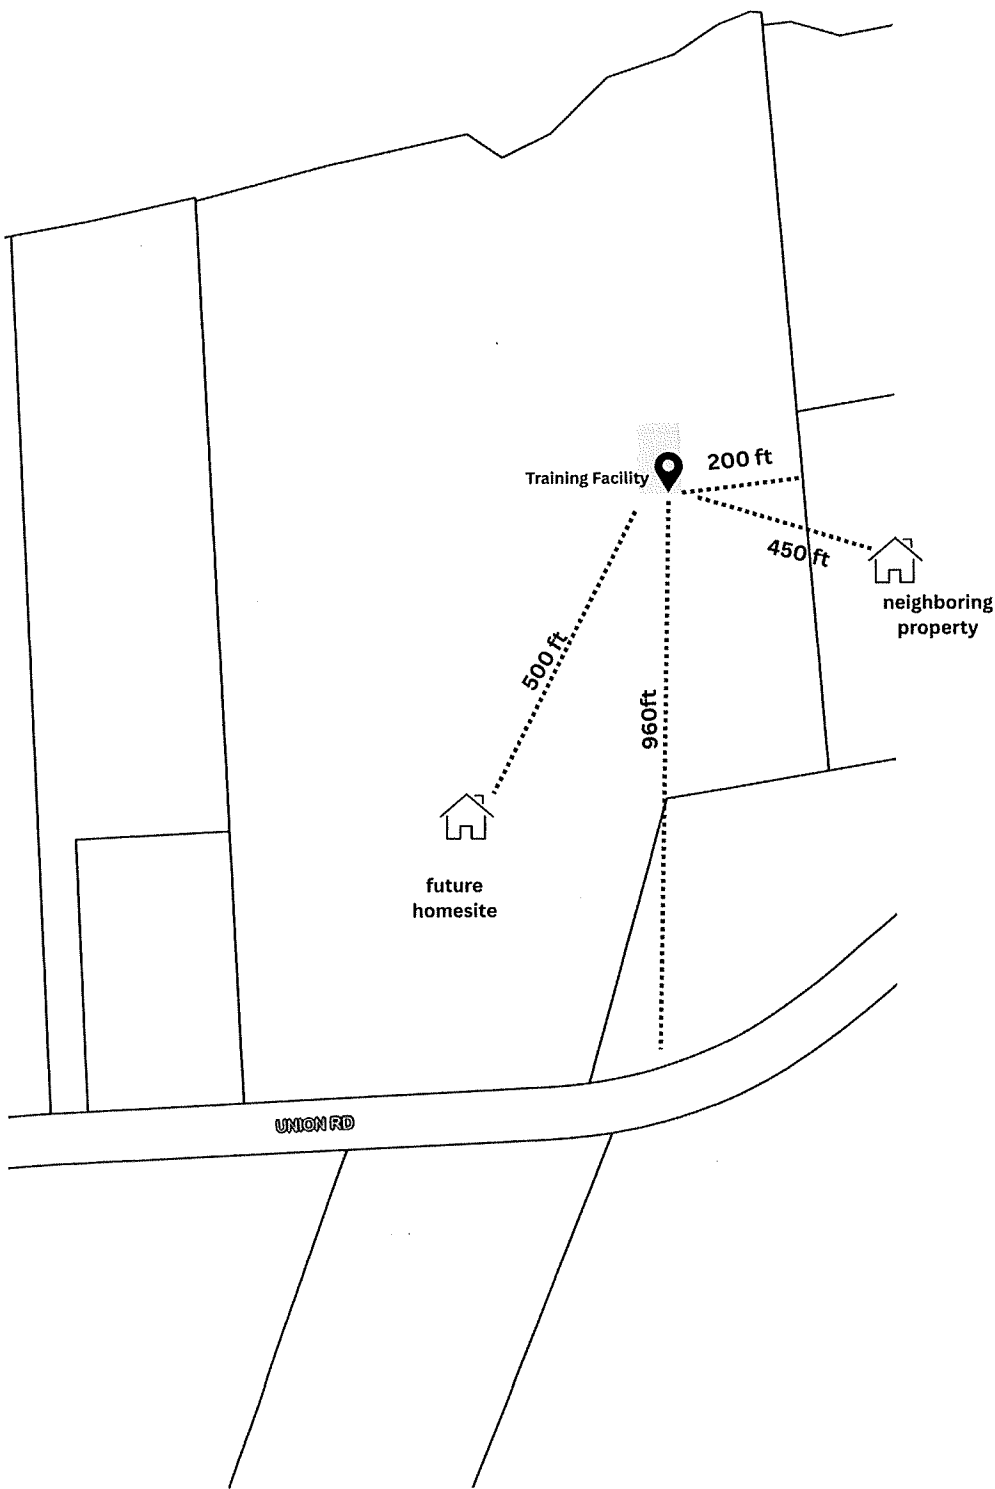 200 ft
Training Facility
450 ft
neighboring
property
500 ft
960ft
future
homesite
UNION RD